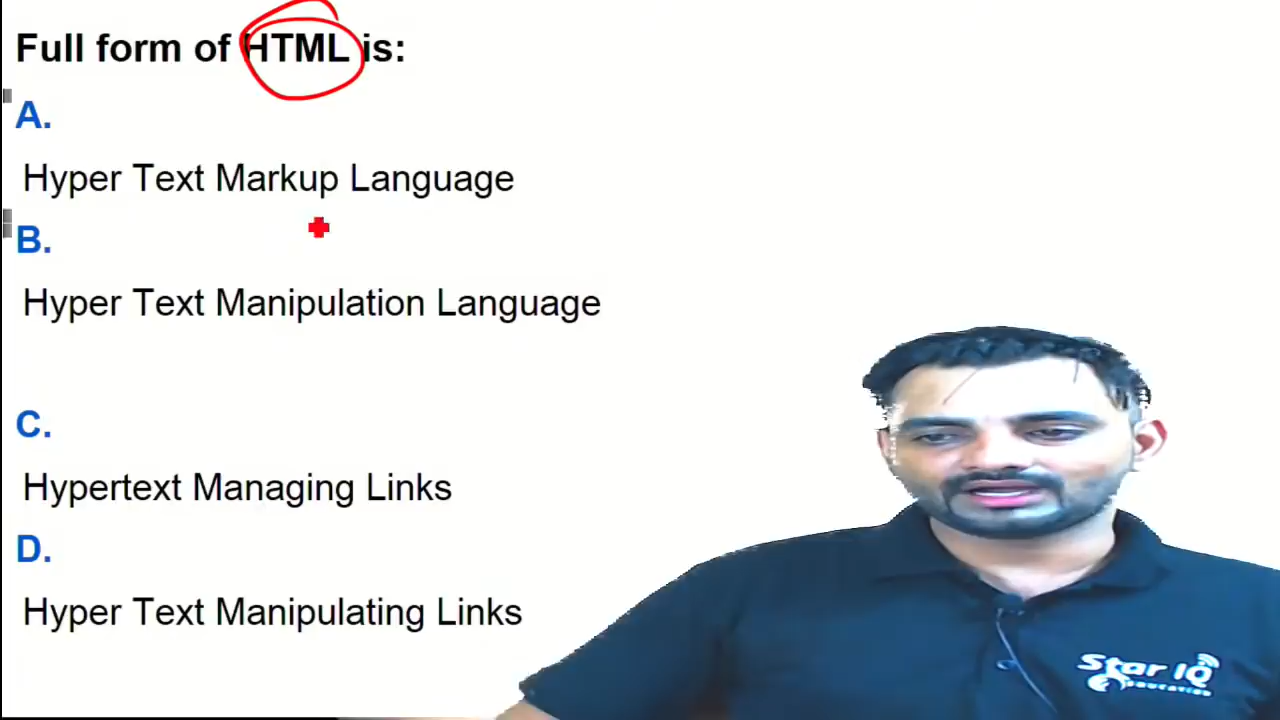 Full form of HTML is:
A.
Hyper Text Markup Language
B.
Hyper Text Manipulation Language
C.
Hypertext Managing Links
D.
Hyper Text Manipulating Links
Star IQ
EDUCATION